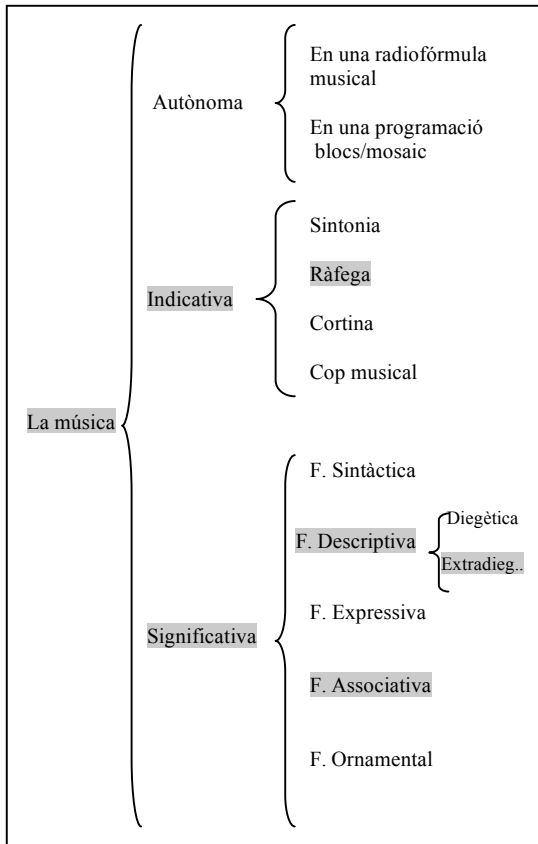 La música
Autònoma
En una radiofórmula
musical
En una programació
blocs/mosaic
Indicativa
Sintonia
Ràfega
Cortina
Cop musical
Significativa
F. Sintàctica
F. Descriptiva
Diegètica
Extradieg..
F. Expressiva
F. Associativa
F. Ornamental